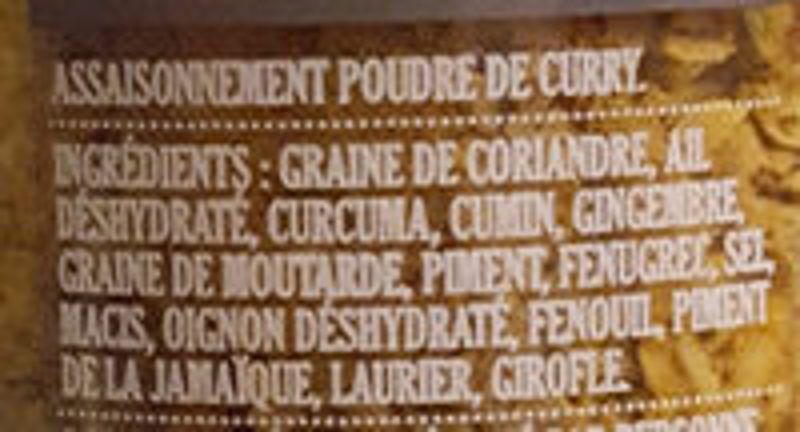 ASSAISONNEMENT POUDRE DE CURRY.
INGRÉDIENTS : GRAINE DE CORIANDRE, AIL
DÉSHYDRATÉ, CURCUMA, CUMIN, GINGEMBRE,
GRAINE DE MOUTARDE, PIMENT, FENUGREC, SEL,
MACIS, OIGNON DÉSHYDRATÉ, FENOUIL, PIMENT
DE LA JAMAÏQUE, LAURIER, GIROFLE.